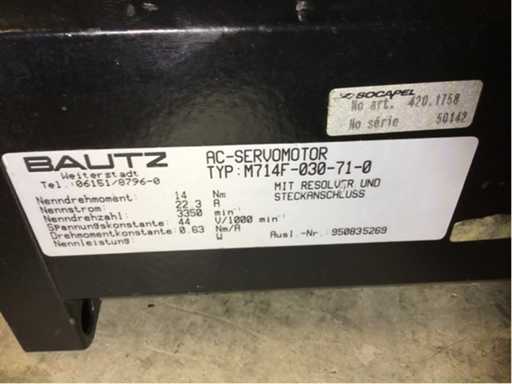 SOCAPEL
No art. 420.1758
No série 50142
BAUTZ
Weiterstadt
Tel.:06151/8796-0
AC-SERVOMOTOR
TYP:M714F-030-71-0
MIT RESOLVER UND
STECKANSCHLUSS
Nenndrehmoment: 14 Nm
Nennstrom: 22.3 A
Nenndrehzahl: 3350 min⁻¹
Spannungskonstante: 44 V/1000 min⁻¹
Drehmomentkonstante: 0.63 Nm/A
Nennleistung: W
Ausl.-Nr.:950835269